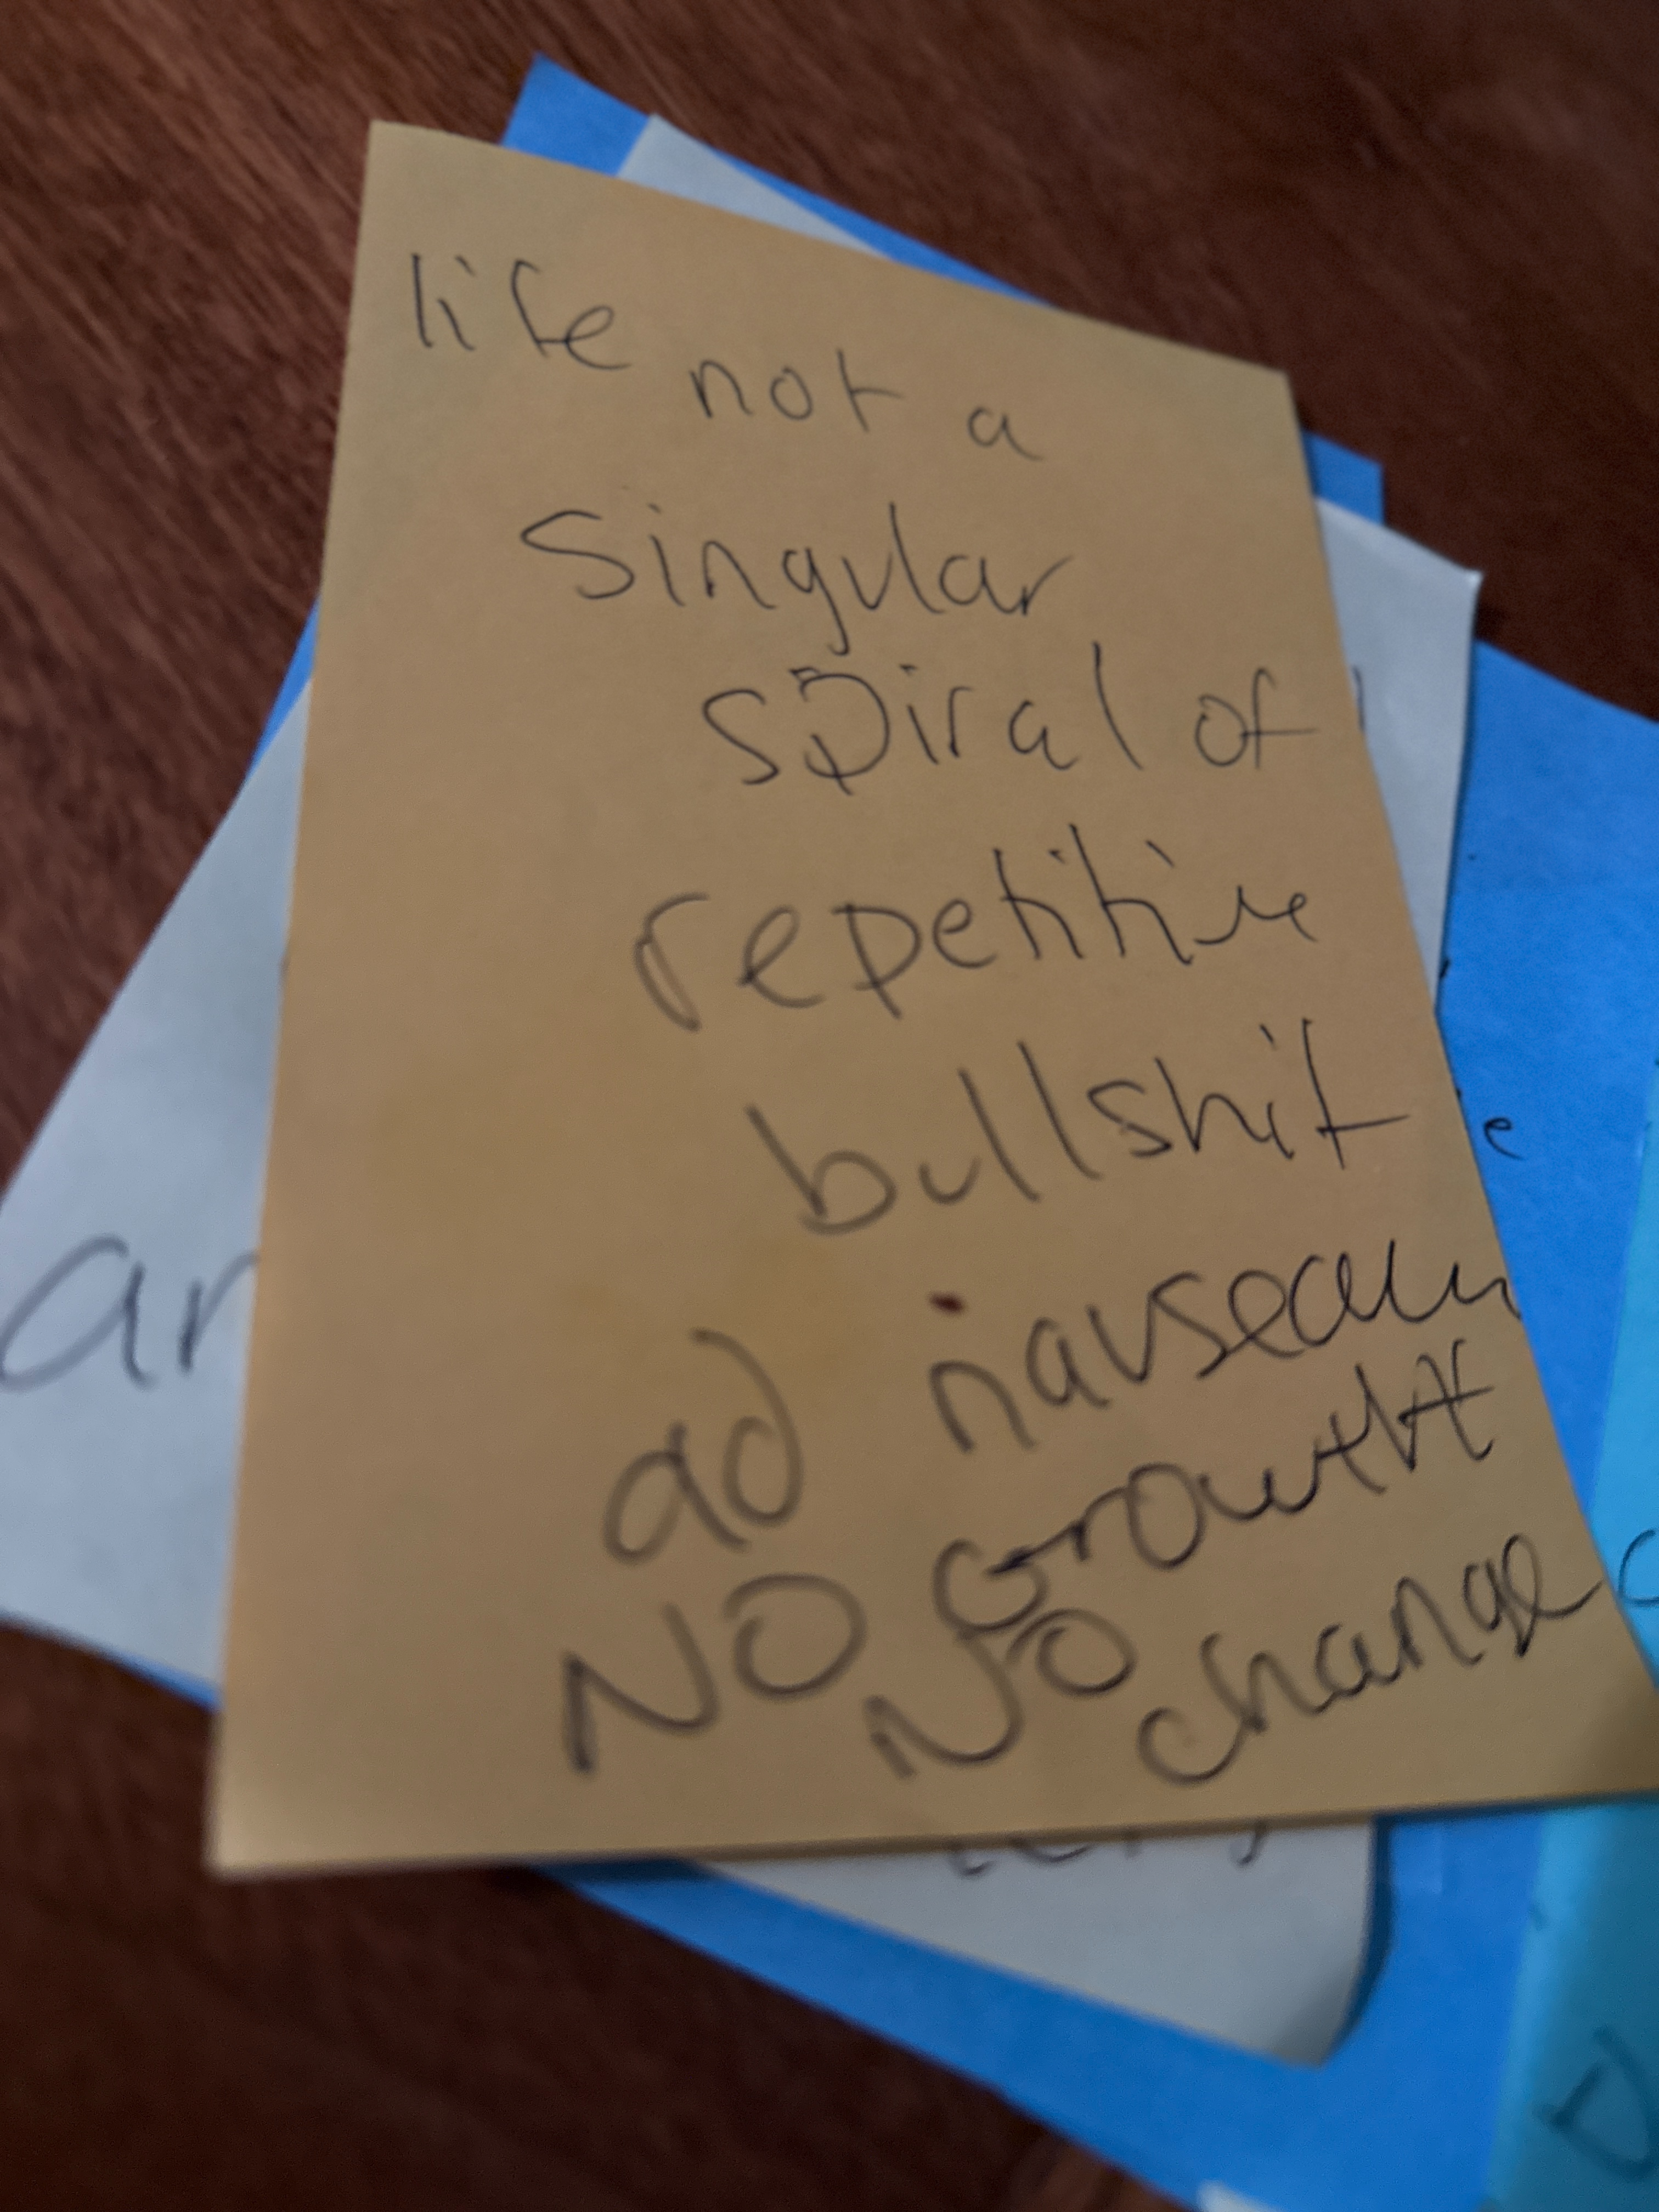 life not a
singular
spiral of
repetitive
bullshit
ad nauseam
NO GrowtH
NO change
ar
e